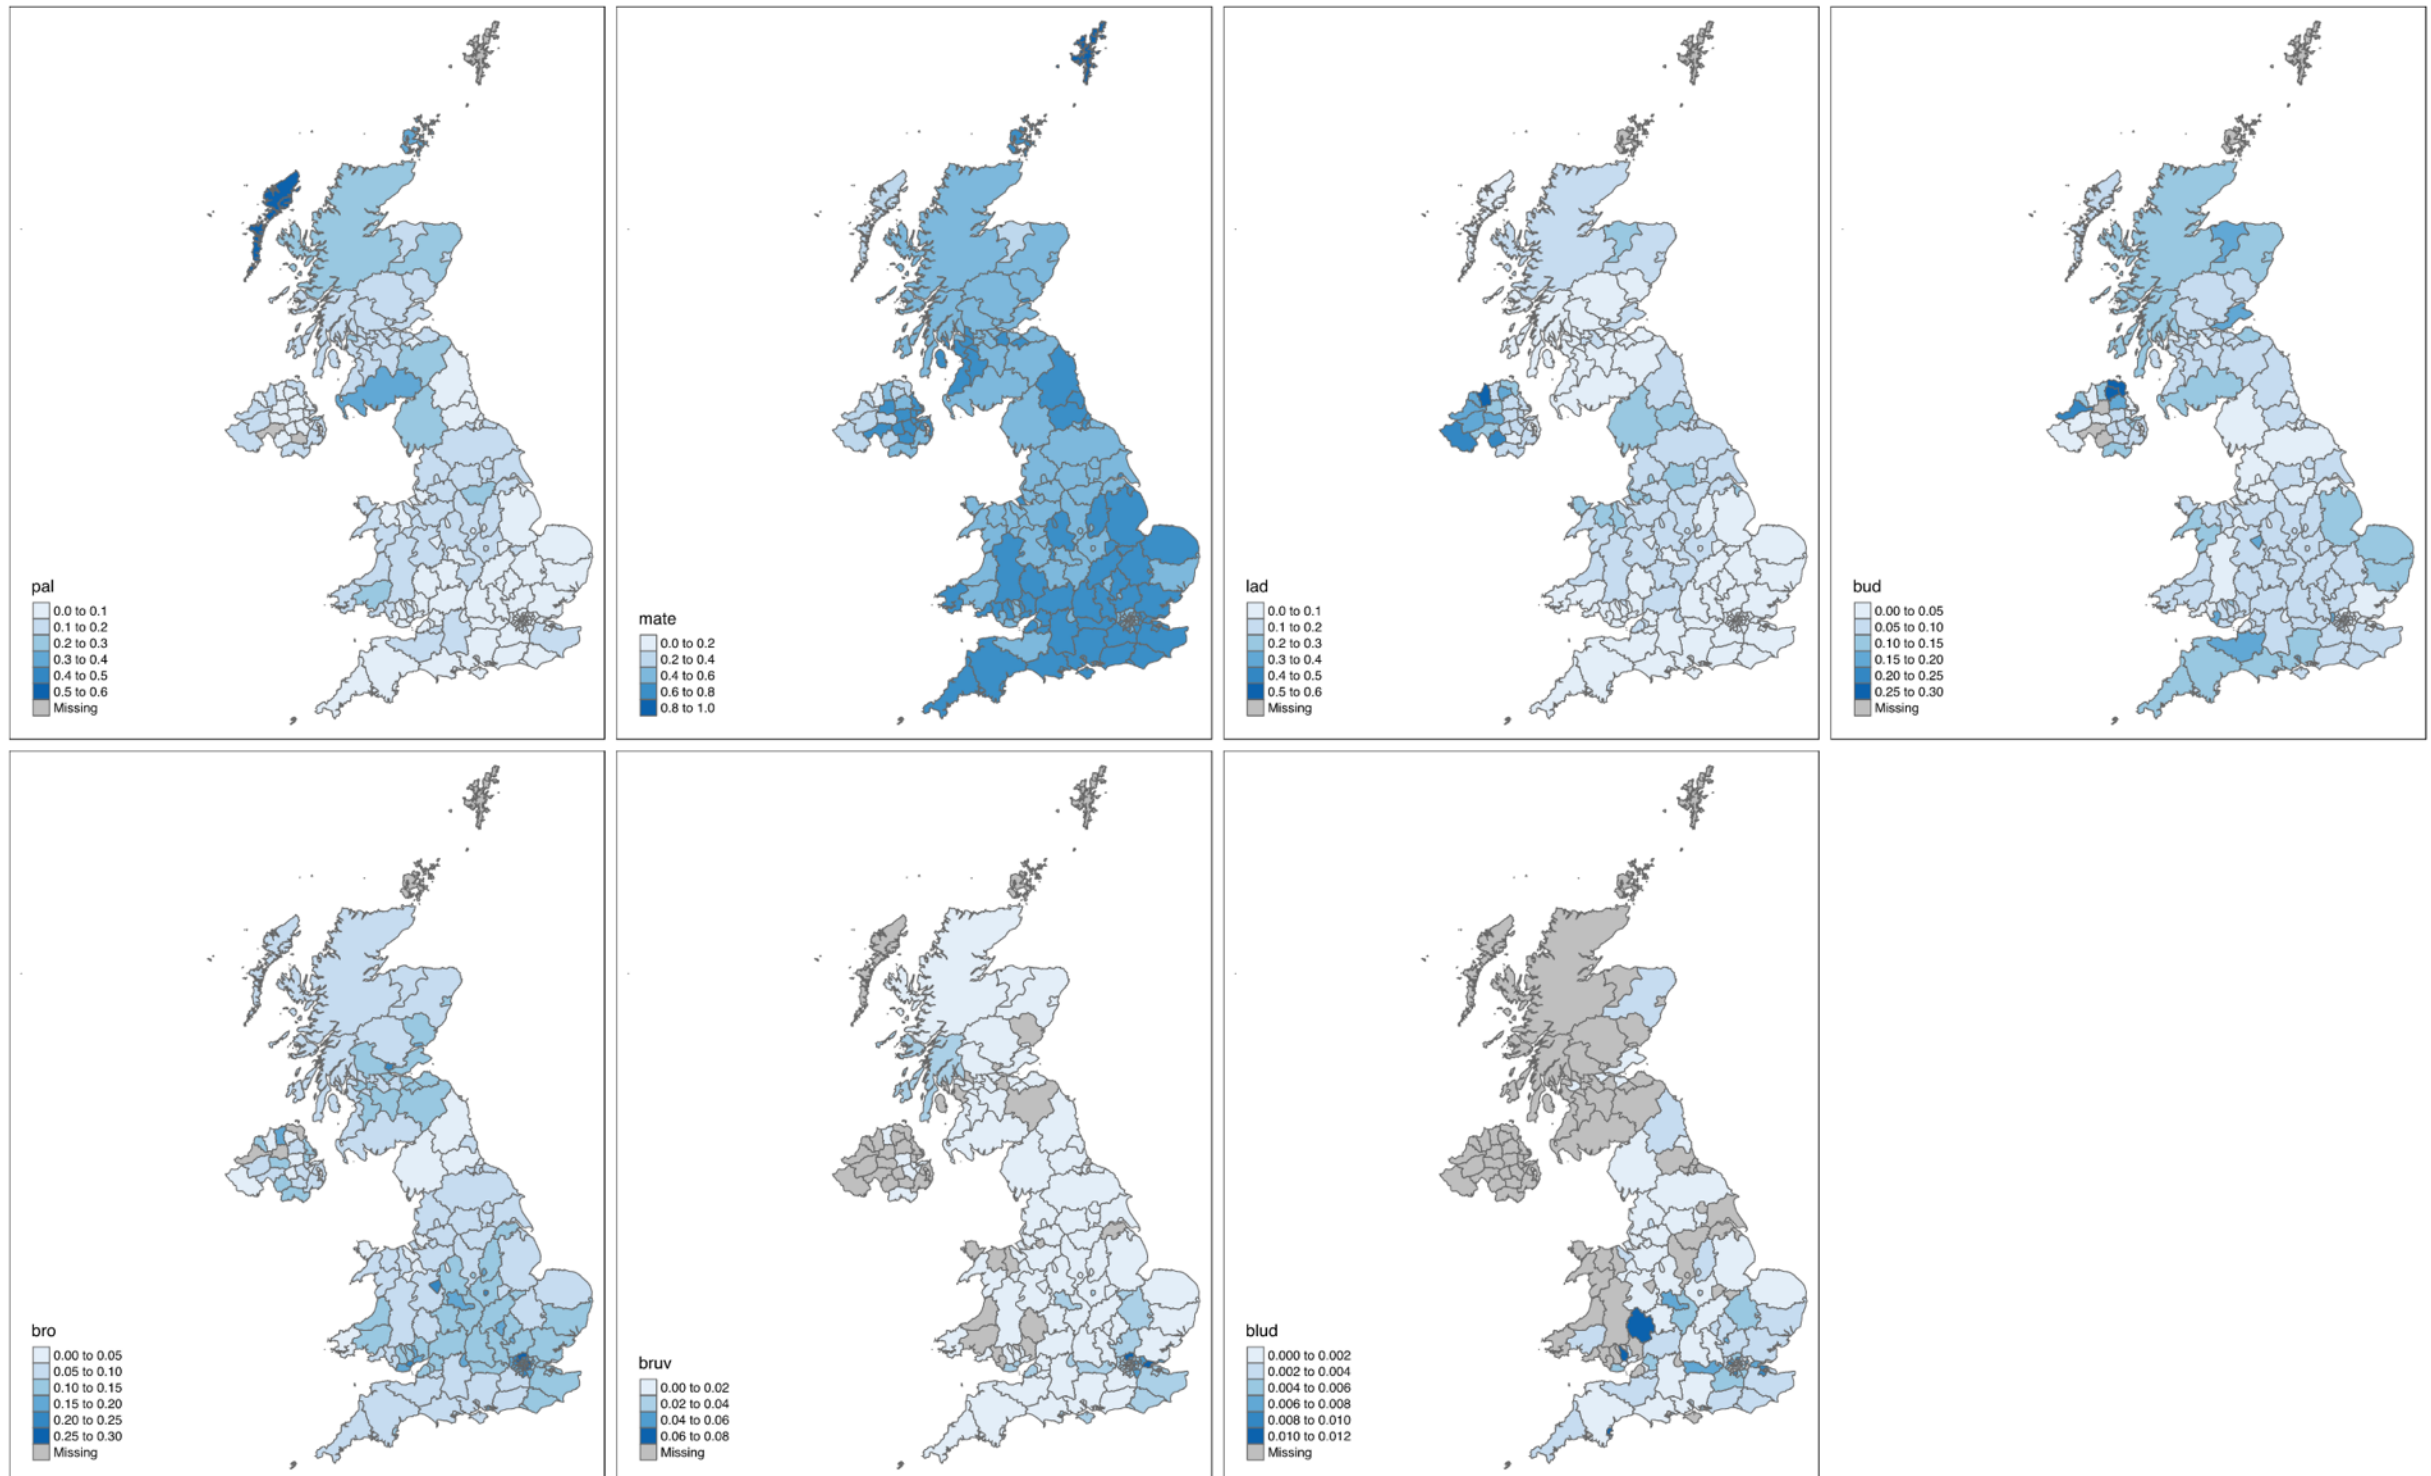 pal
0.0 to 0.1
0.1 to 0.2
0.2 to 0.3
0.3 to 0.4
0.4 to 0.5
0.5 to 0.6
Missing
mate
0.0 to 0.2
0.2 to 0.4
0.4 to 0.6
0.6 to 0.8
0.8 to 1.0
lad
0.0 to 0.1
0.1 to 0.2
0.2 to 0.3
0.3 to 0.4
0.4 to 0.5
0.5 to 0.6
Missing
bud
0.00 to 0.05
0.05 to 0.10
0.10 to 0.15
0.15 to 0.20
0.20 to 0.25
0.25 to 0.30
Missing
bro
0.00 to 0.05
0.05 to 0.10
0.10 to 0.15
0.15 to 0.20
0.20 to 0.25
0.25 to 0.30
Missing
bruv
0.00 to 0.02
0.02 to 0.04
0.04 to 0.06
0.06 to 0.08
Missing
blud
0.000 to 0.002
0.002 to 0.004
0.004 to 0.006
0.006 to 0.008
0.008 to 0.010
0.010 to 0.012
Missing